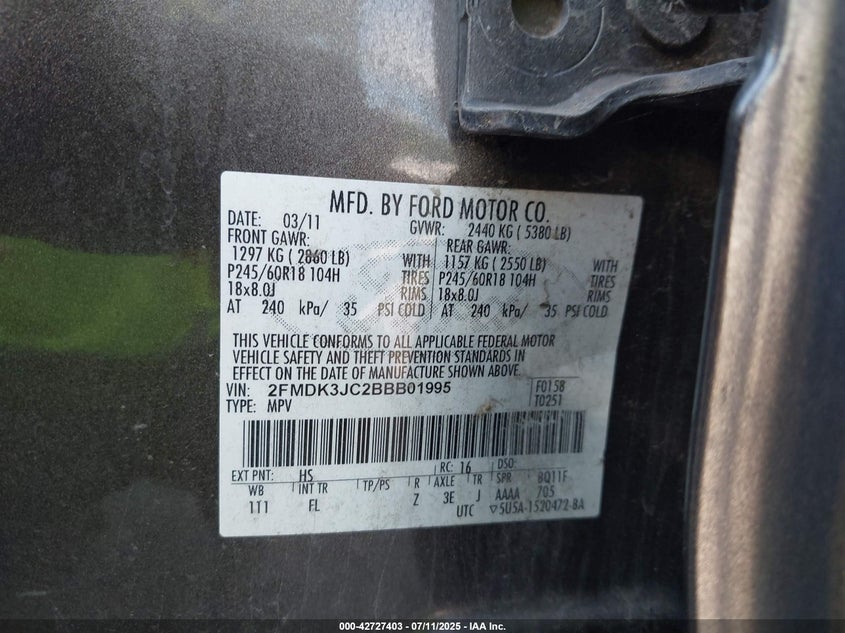 MFD. BY FORD MOTOR CO.
DATE: 03/11 GVWR: 2440 KG ( 5380 LB)
FRONT GAWR: REAR GAWR:
1297 KG ( 2860 LB) WITH 1157 KG ( 2550 LB) WITH
P245/60R18 104H TIRES P245/60R18 104H TIRES
18x8.0J RIMS 18x8.0J RIMS
AT 240 kPa/ 35 PSI COLD AT 240 kPa/ 35 PSI COLD
THIS VEHICLE CONFORMS TO ALL APPLICABLE FEDERAL MOTOR
VEHICLE SAFETY AND THEFT PREVENTION STANDARDS IN
EFFECT ON THE DATE OF MANUFACTURE SHOWN ABOVE.
VIN: 2FMDK3JC2BBB01995 F0158
TYPE: MPV T0251
EXT PNT: HS RC: 16 DSO:
WB INT TR TP/PS R AXLE TR SPR BQ11F
1T1 FL Z 3E J AAAA 705
UTC ▽5U5A-1520472-BA
000-42727403 - 07/11/2025 - IAA Inc.